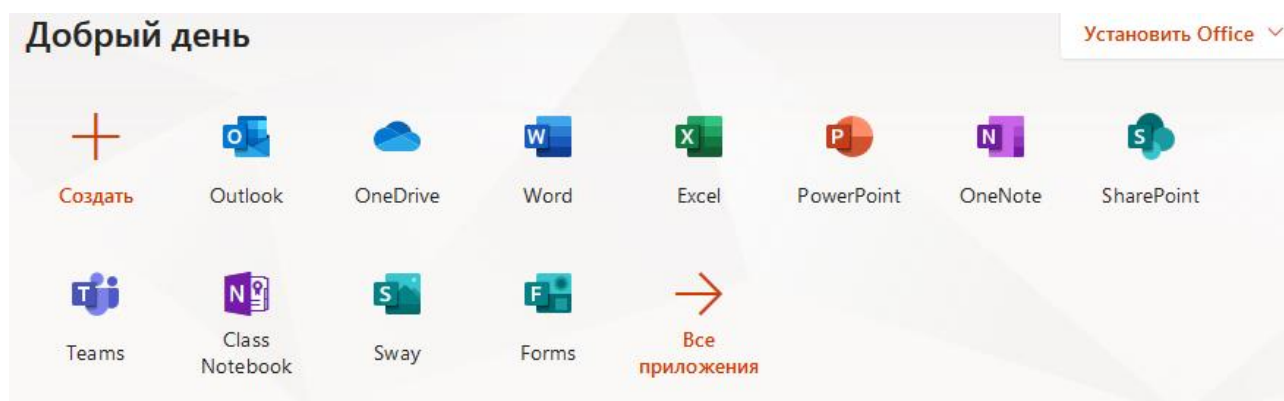 Добрый день
Установить Office
Создать
Outlook
OneDrive
Word
Excel
PowerPoint
OneNote
SharePoint
Teams
Class
Notebook
Sway
Forms
Все
приложения